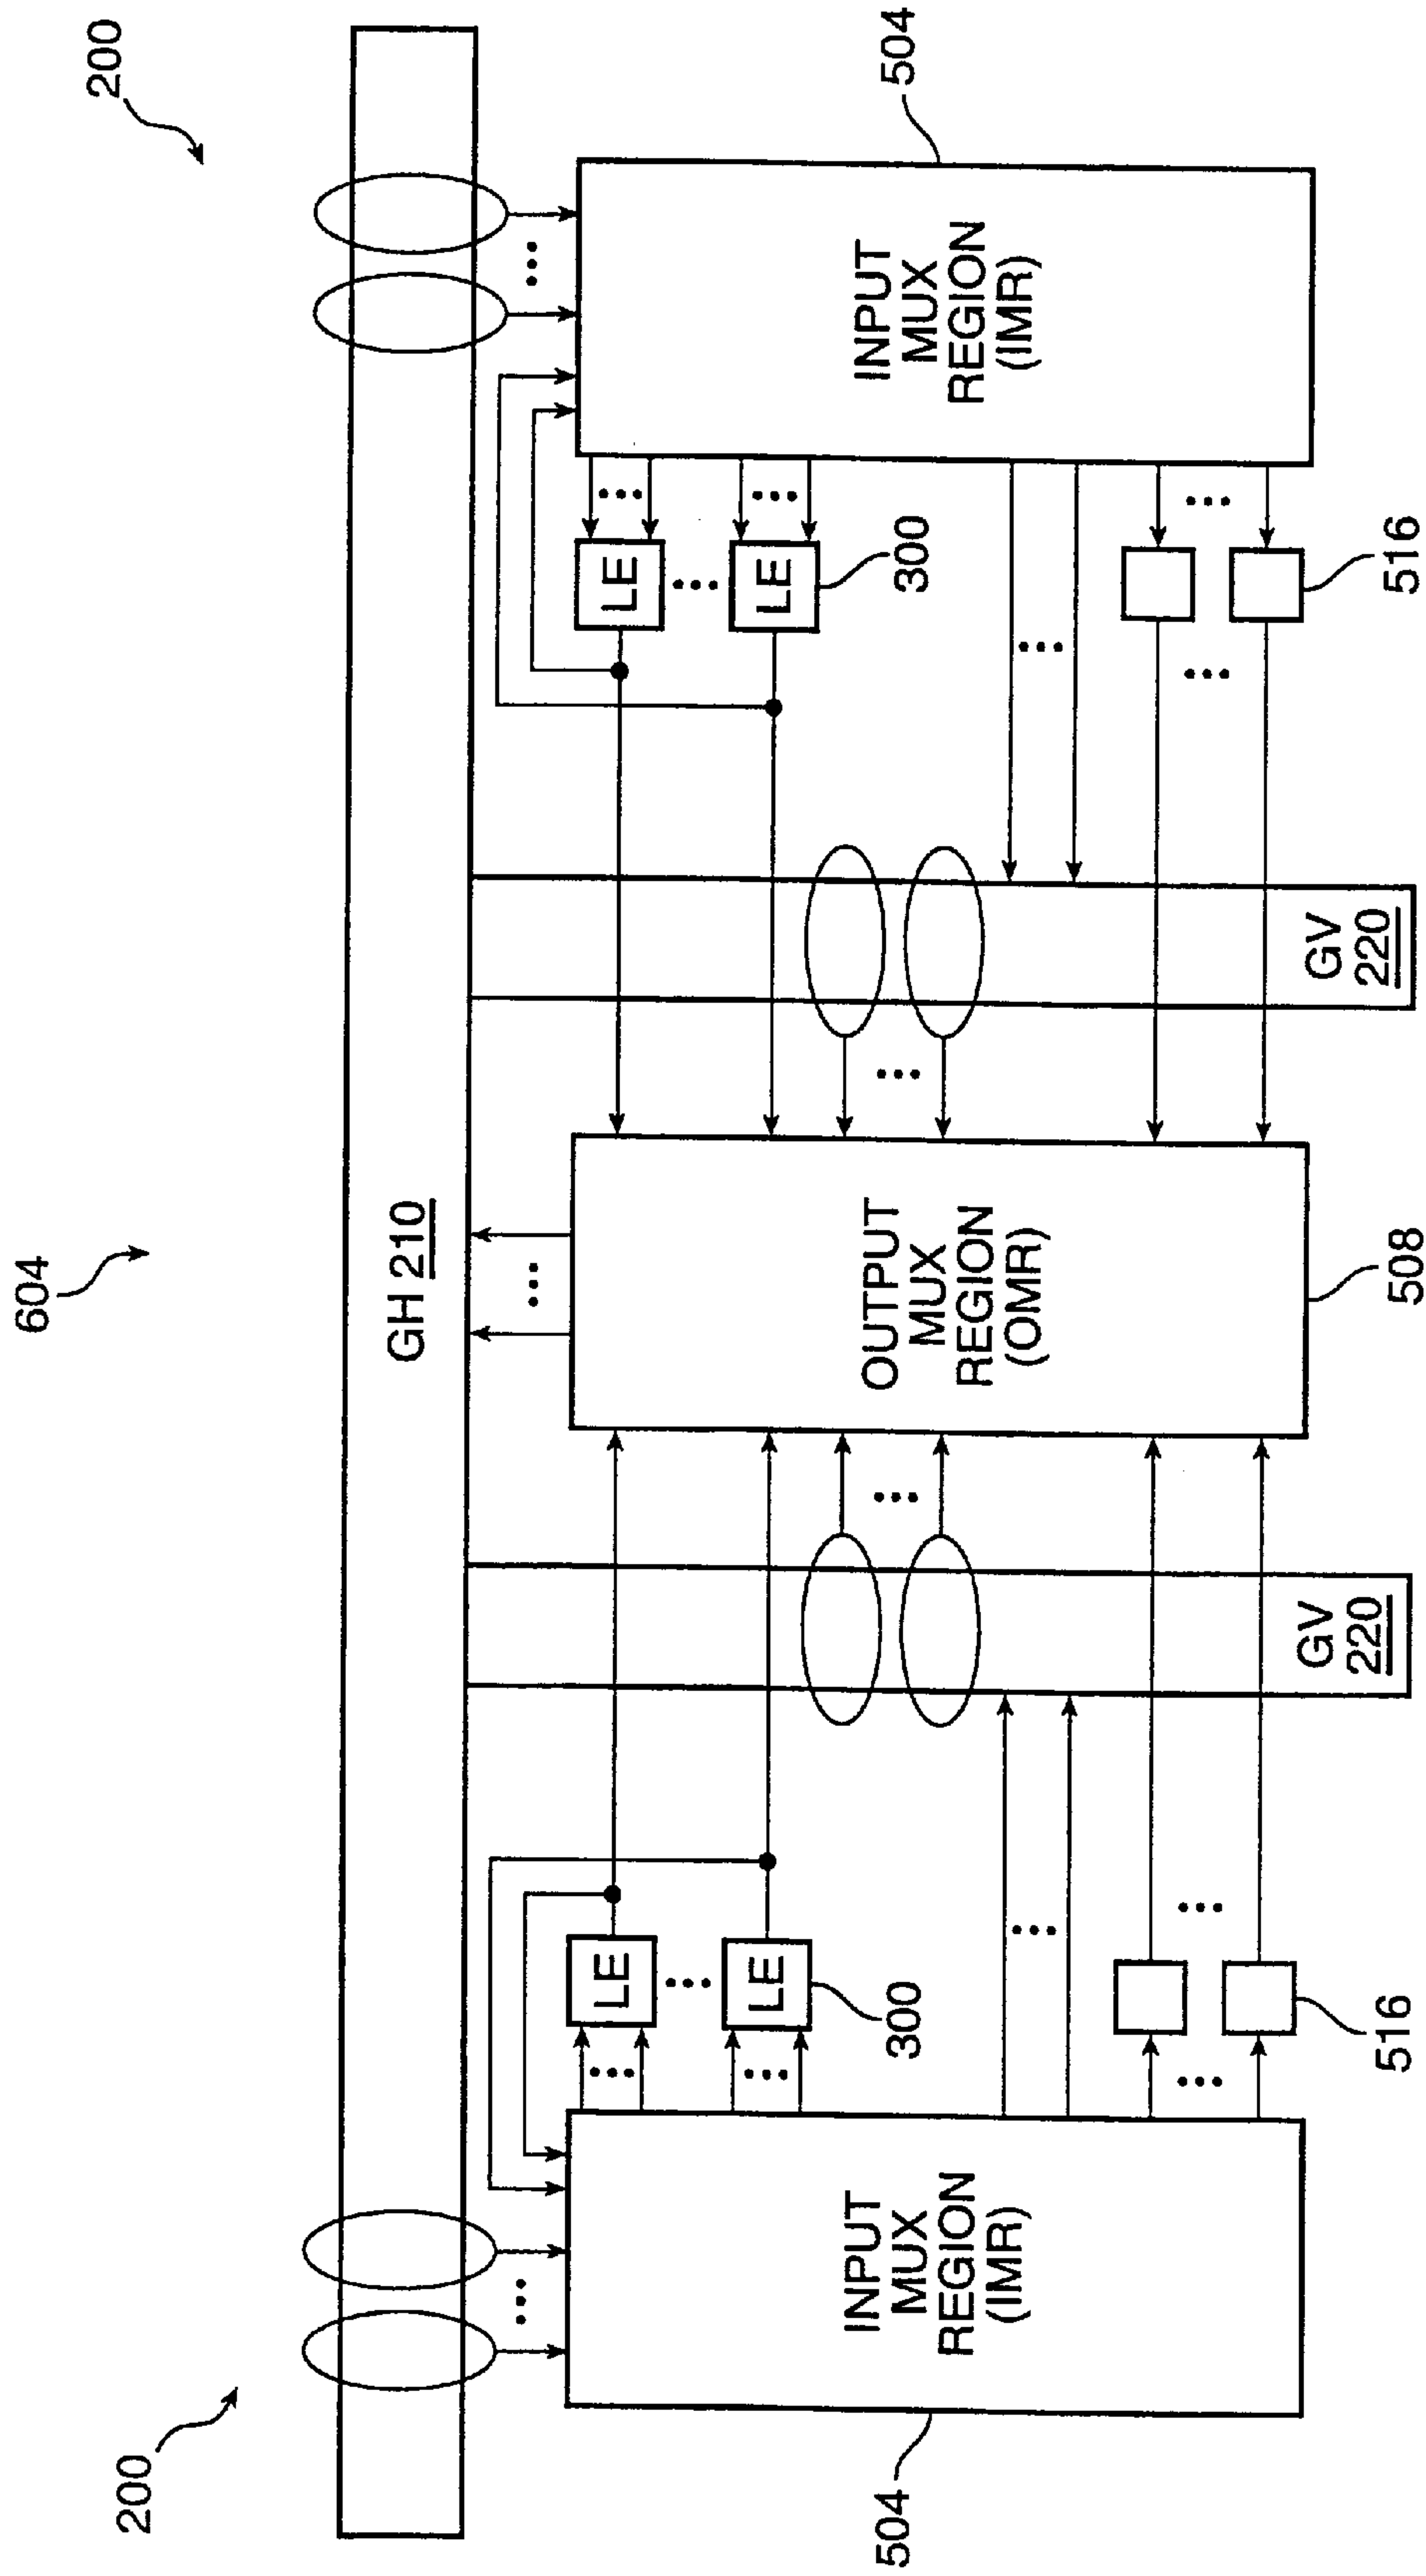 604
200
200
GH 210
504
INPUT
MUX
REGION
(IMR)
LE
LE
300
516
GV
220
OUTPUT
MUX
REGION
(OMR)
508
GV
220
LE
LE
300
516
INPUT
MUX
REGION
(IMR)
504